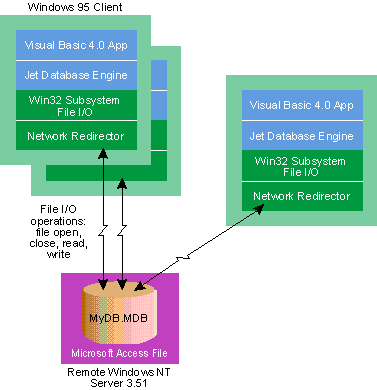 Windows 95 Client
Visual Basic 4.0 App
Jet Database Engine
Win32 Subsystem
File I/O
Network Redirector
Visual Basic 4.0 App
Jet Database Engine
Win32 Subsystem
File I/O
Network Redirector
File I/O
operations:
file open,
close, read,
write
MyDB.MDB
Microsoft Access File
Remote Windows NT
Server 3.51